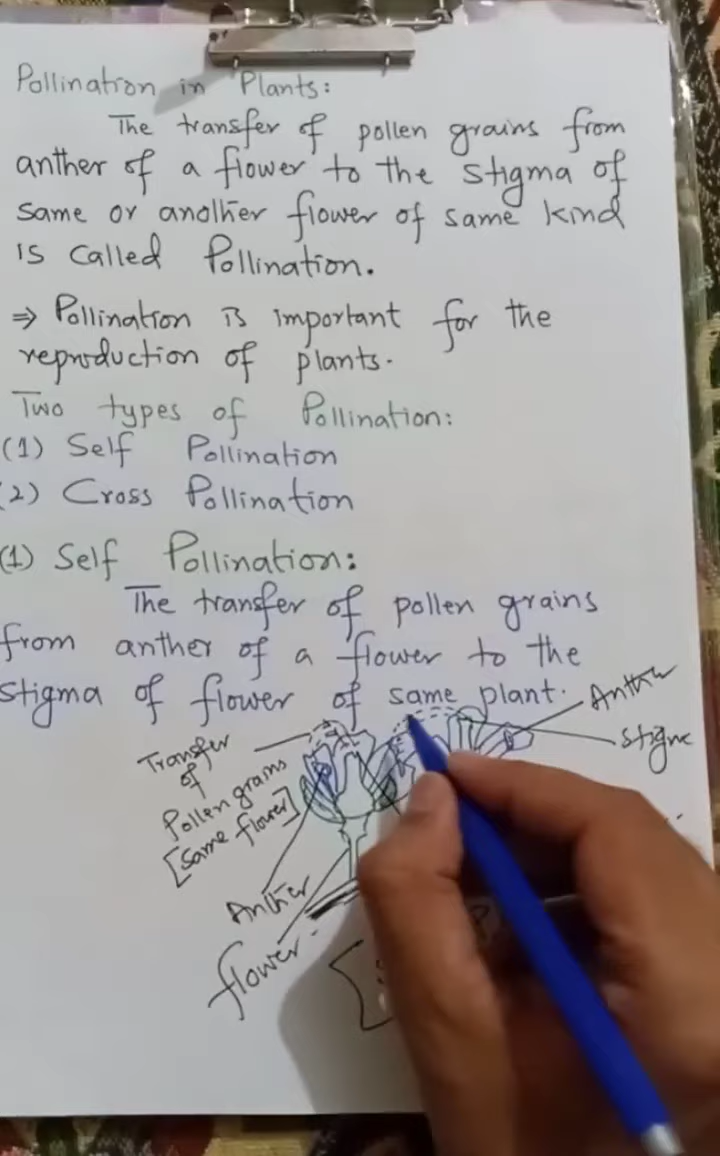 Pollination in Plants:
The transfer of pollen grains from
anther of a flower to the stigma of
same or another flower of same kind
is called Pollination.
⇒ Pollination is important for the
reproduction of plants.
Two types of Pollination:
(1) Self Pollination
(2) Cross Pollination
(1) Self Pollination:
The transfer of pollen grains
from anther of a flower to the
stigma of flower of same plant.
Anther
Transfer
of
Pollen grains
[same flower]
Anther
flower.